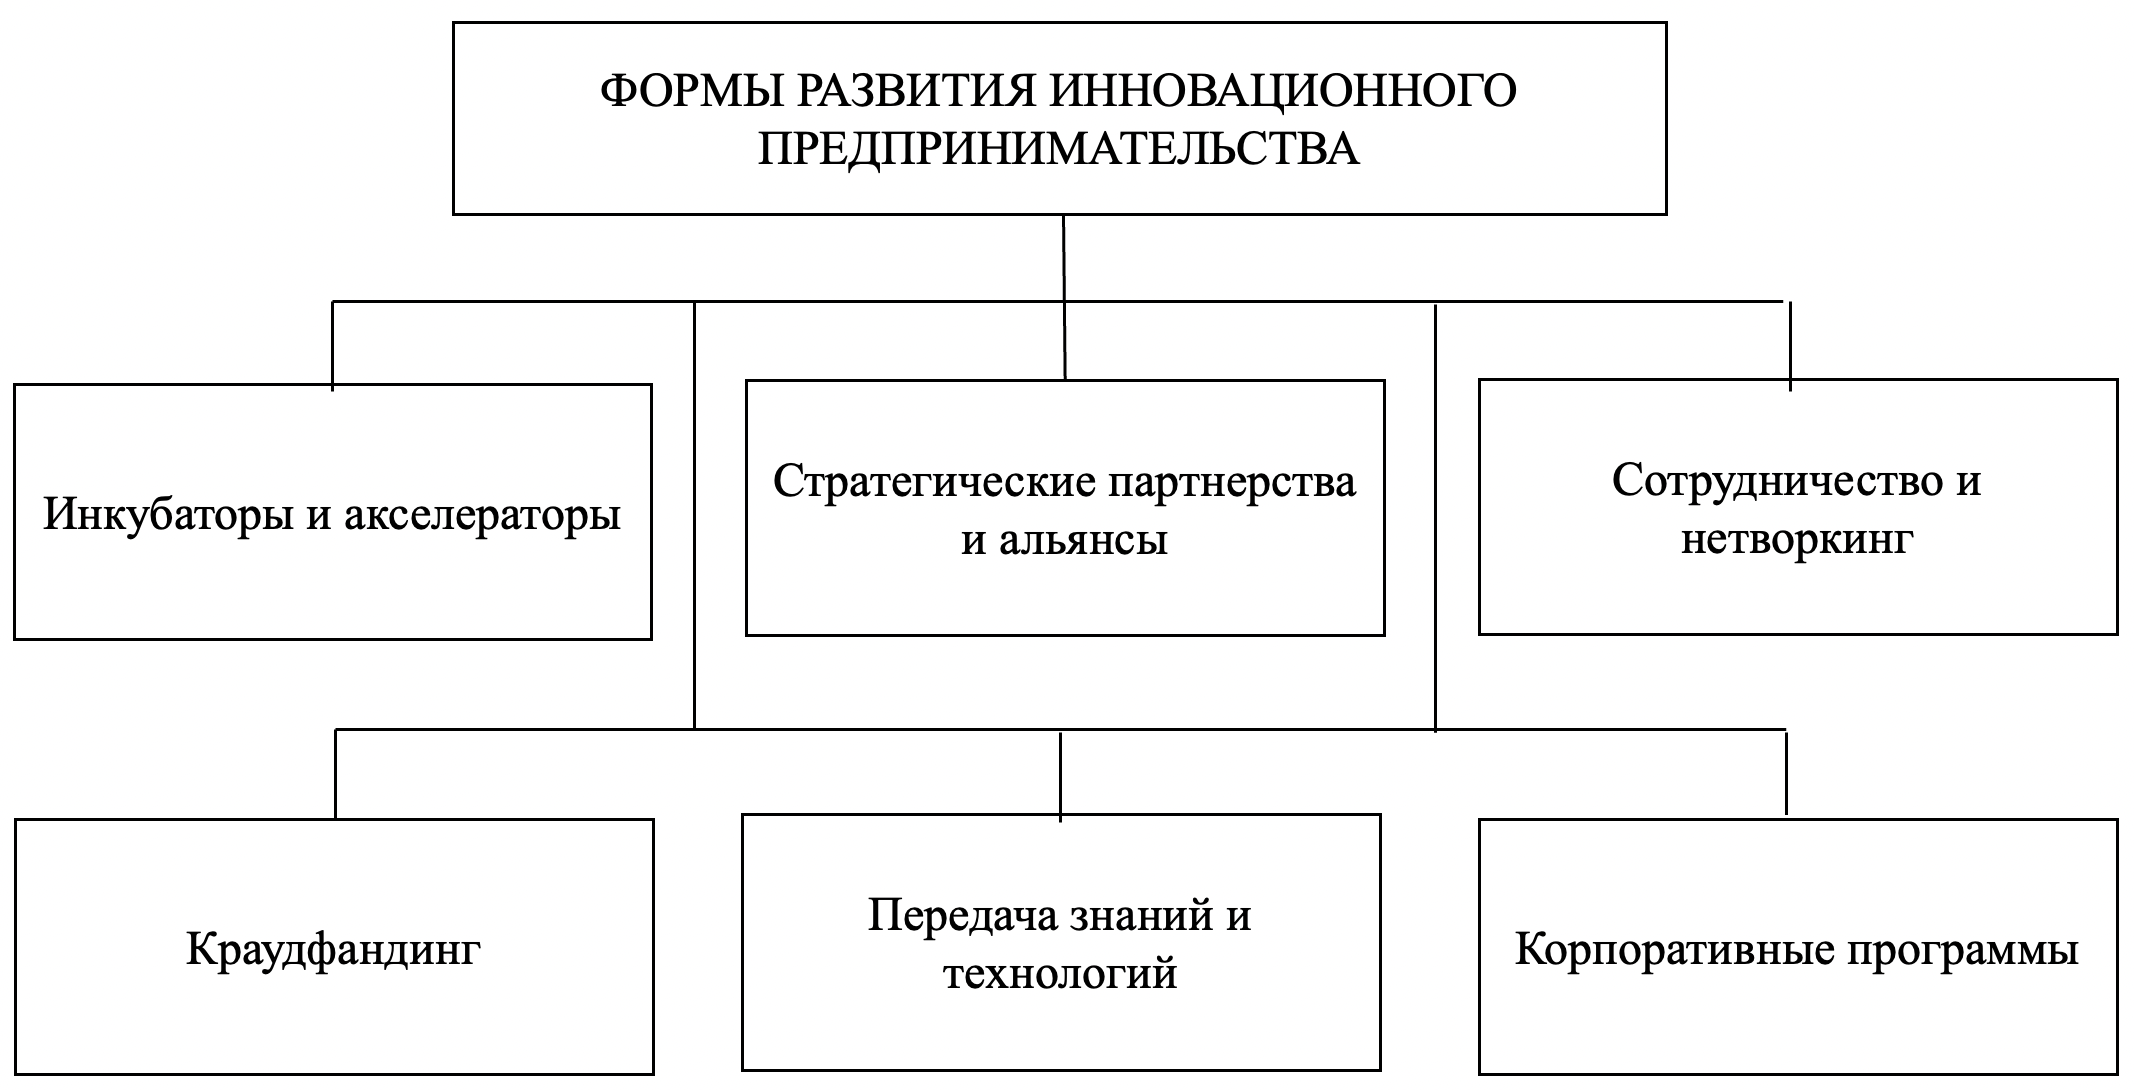 ФОРМЫ РАЗВИТИЯ ИННОВАЦИОННОГО
ПРЕДПРИНИМАТЕЛЬСТВА
Инкубаторы и акселераторы
Стратегические партнерства
и альянсы
Сотрудничество и
нетворкинг
Краудфандинг
Передача знаний и
технологий
Корпоративные программы